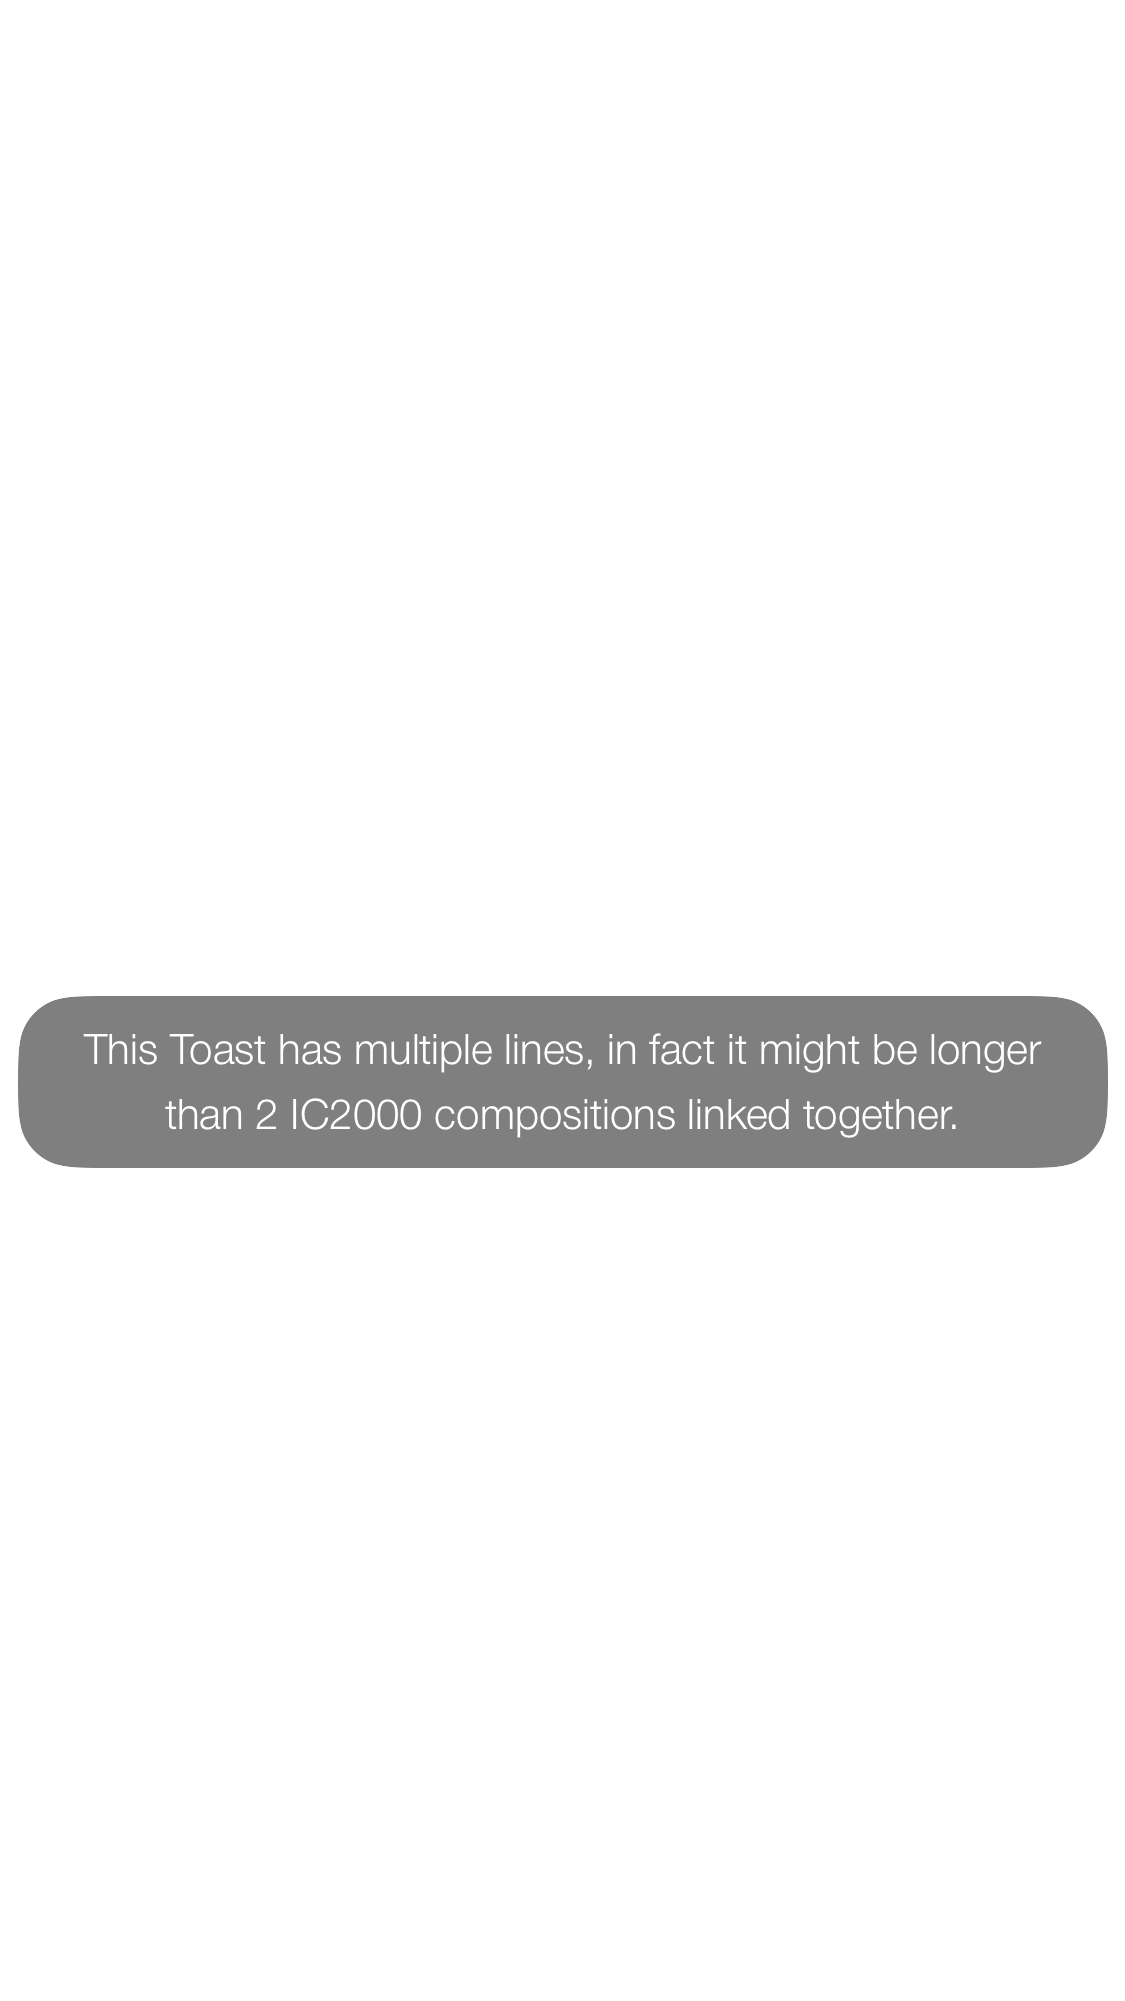 This Toast has multiple lines, in fact it might be longer
than 2 IC2000 compositions linked together.